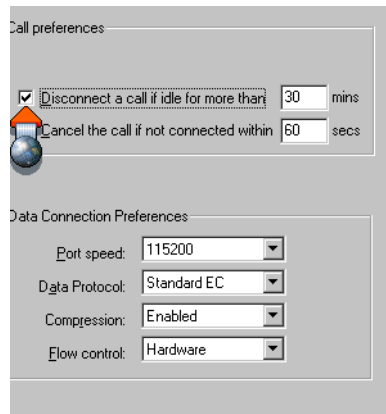 Call preferences
Disconnect a call if idle for more than 30 mins
Cancel the call if not connected within 60 secs
Data Connection Preferences
Port speed: 115200
Data Protocol: Standard EC
Compression: Enabled
Flow control: Hardware